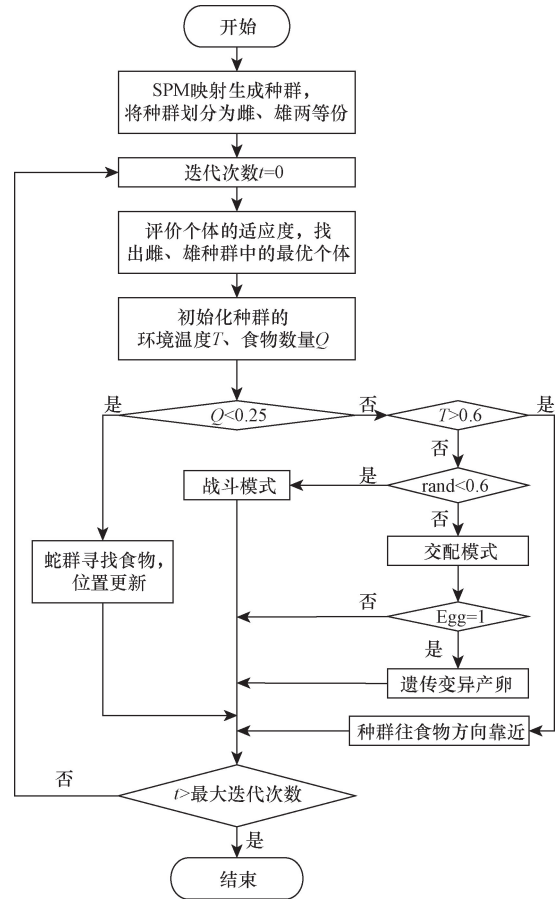 开始
SPM映射生成种群，
将种群划分为雌、雄两等份
迭代次数t=0
评价个体的适应度，找
出雌、雄种群中的最优个体
初始化种群的
环境温度T、食物数量Q
是
Q<0.25
否
T>0.6
是
否
战斗模式
是
rand<0.6
否
蛇群寻找食物，
位置更新
交配模式
否
Egg=1
是
遗传变异产卵
种群往食物方向靠近
否
t>最大迭代次数
是
结束